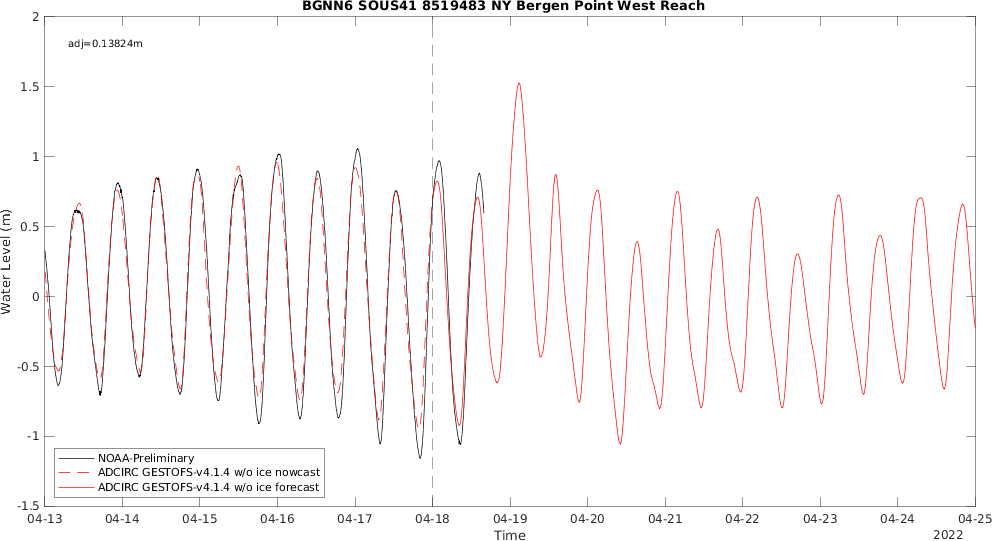 BGNN6 SOUS41 8519483 NY Bergen Point West Reach
2
adj=0.13824m
1.5
1
0.5
Water Level (m)
0
-0.5
-1
NOAA-Preliminary
ADCIRC GESTOFS-v4.1.4 w/o ice nowcast
ADCIRC GESTOFS-v4.1.4 w/o ice forecast
-1.5
04-13 04-14 04-15 04-16 04-17 04-18 04-19 04-20 04-21 04-22 04-23 04-24 04-25
Time
2022